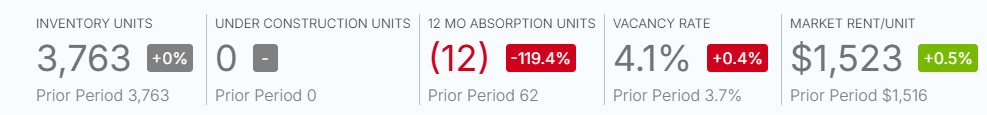 INVENTORY UNITS
3,763 +0%
Prior Period 3,763
UNDER CONSTRUCTION UNITS
0 -
Prior Period 0
12 MO ABSORPTION UNITS
(12) -119.4%
Prior Period 62
VACANCY RATE
4.1% +0.4%
Prior Period 3.7%
MARKET RENT/UNIT
$1,523 +0.5%
Prior Period $1,516